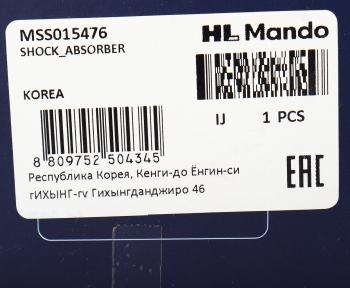 MSS015476
SHOCK_ABSORBER
HL Mando
KOREA
IJ 1 PCS
8 809752 504345
EAC
Республика Корея, Кенги-до Ёнгин-си
гИХЫНГ-гv Гихынгданджиро 46